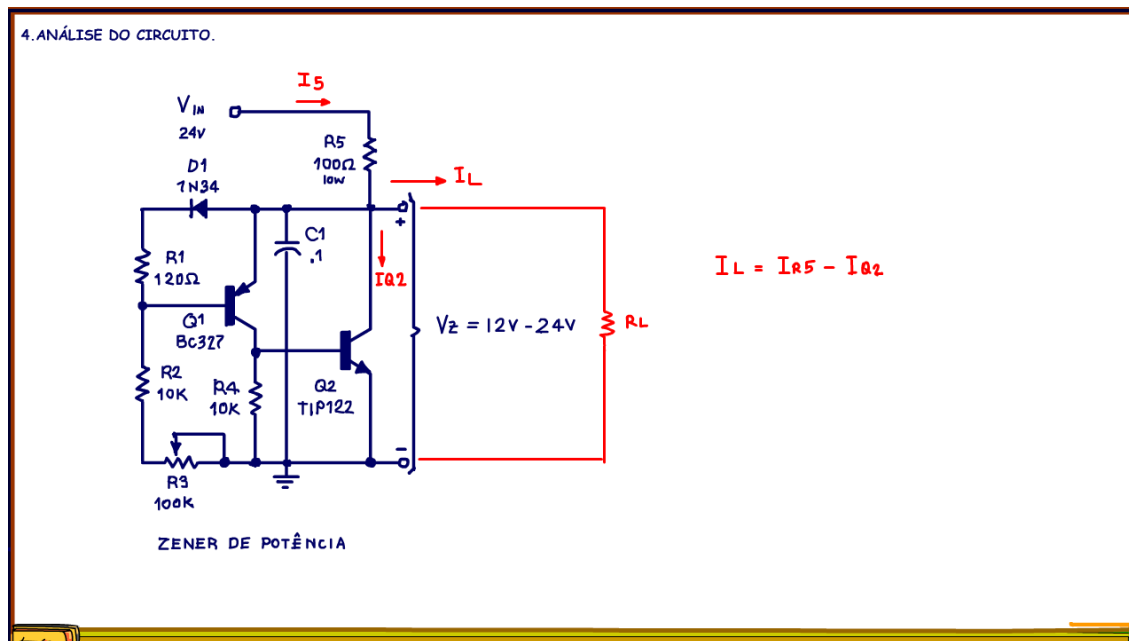 4.ANÁLISE DO CIRCUITO.
I5
VIN
24V
R5
100Ω
10W
D1
1N34
IL
+
C1
.1
IQ2
R1
120Ω
IL = IR5 - IQ2
Q1
BC327
VZ = 12V - 24V
RL
R2
10K
R4
10K
Q2
TIP122
-
R3
100K
ZENER DE POTÊNCIA